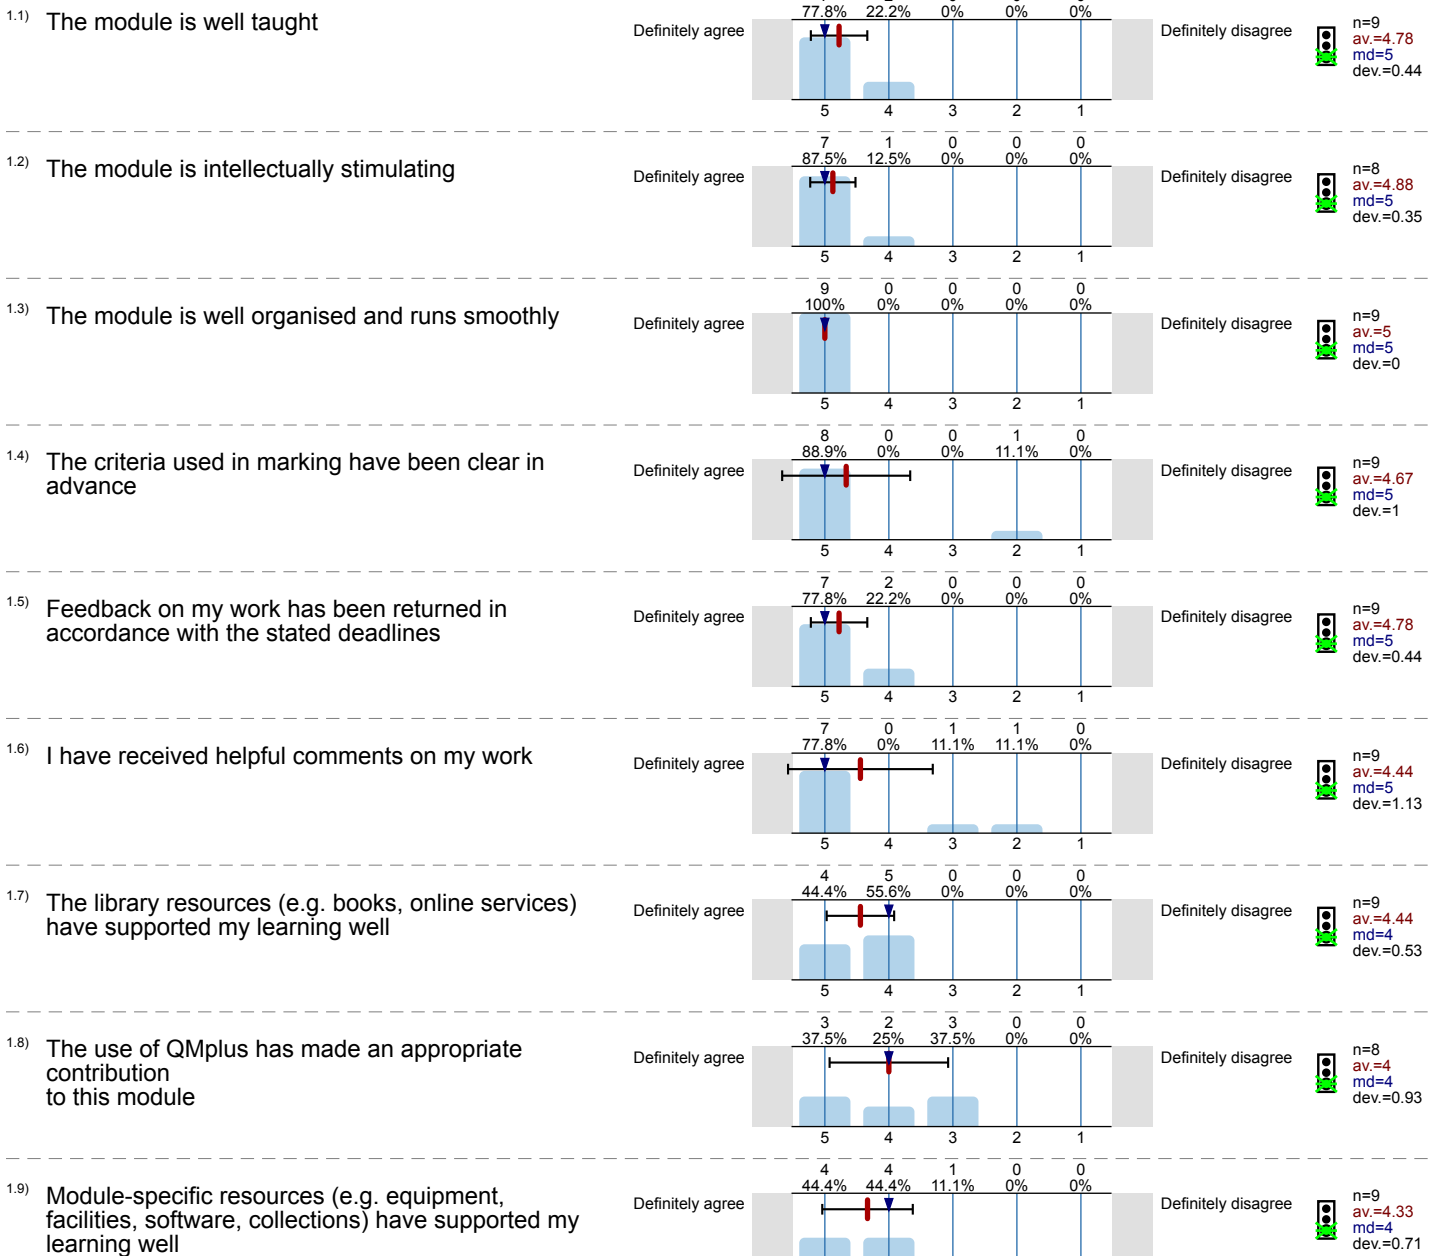 1.1) The module is well taught
Definitely agree
77.8% 22.2% 0% 0% 0%
5 4 3 2 1
Definitely disagree
n=9
av.=4.78
md=5
dev.=0.44
1.2) The module is intellectually stimulating
Definitely agree
7 1 0 0 0
87.5% 12.5% 0% 0% 0%
5 4 3 2 1
Definitely disagree
n=8
av.=4.88
md=5
dev.=0.35
1.3) The module is well organised and runs smoothly
Definitely agree
9 0 0 0 0
100% 0% 0% 0% 0%
5 4 3 2 1
Definitely disagree
n=9
av.=5
md=5
dev.=0
1.4) The criteria used in marking have been clear in
advance
Definitely agree
8 0 0 1 0
88.9% 0% 0% 11.1% 0%
5 4 3 2 1
Definitely disagree
n=9
av.=4.67
md=5
dev.=1
1.5) Feedback on my work has been returned in
accordance with the stated deadlines
Definitely agree
7 2 0 0 0
77.8% 22.2% 0% 0% 0%
5 4 3 2 1
Definitely disagree
n=9
av.=4.78
md=5
dev.=0.44
1.6) I have received helpful comments on my work
Definitely agree
7 0 1 1 0
77.8% 0% 11.1% 11.1% 0%
5 4 3 2 1
Definitely disagree
n=9
av.=4.44
md=5
dev.=1.13
1.7) The library resources (e.g. books, online services)
have supported my learning well
Definitely agree
4 5 0 0 0
44.4% 55.6% 0% 0% 0%
5 4 3 2 1
Definitely disagree
n=9
av.=4.44
md=4
dev.=0.53
1.8) The use of QMplus has made an appropriate
contribution
to this module
Definitely agree
3 2 3 0 0
37.5% 25% 37.5% 0% 0%
5 4 3 2 1
Definitely disagree
n=8
av.=4
md=4
dev.=0.93
1.9) Module-specific resources (e.g. equipment,
facilities, software, collections) have supported my
learning well
Definitely agree
4 4 1 0 0
44.4% 44.4% 11.1% 0% 0%
Definitely disagree
n=9
av.=4.33
md=4
dev.=0.71